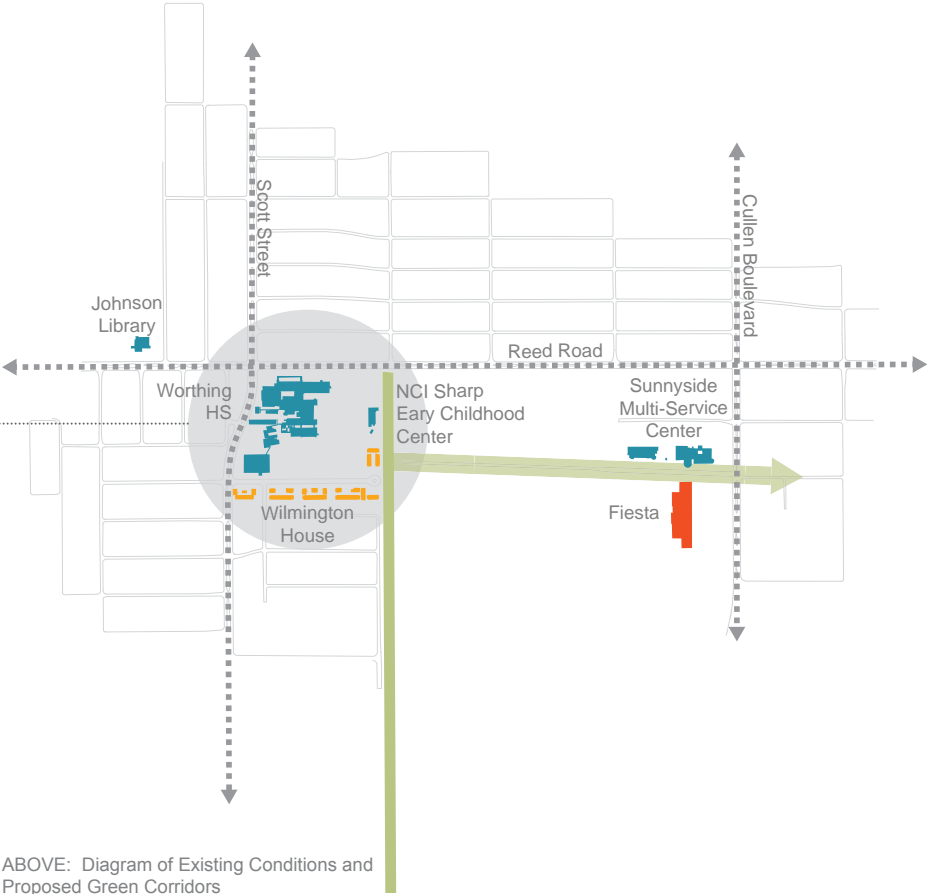 Scott Street
Cullen Boulevard
Johnson
Library
Reed Road
Worthing
HS
NCI Sharp
Eary Childhood
Center
Sunnyside
Multi-Service
Center
Wilmington
House
Fiesta
ABOVE: Diagram of Existing Conditions and
Proposed Green Corridors